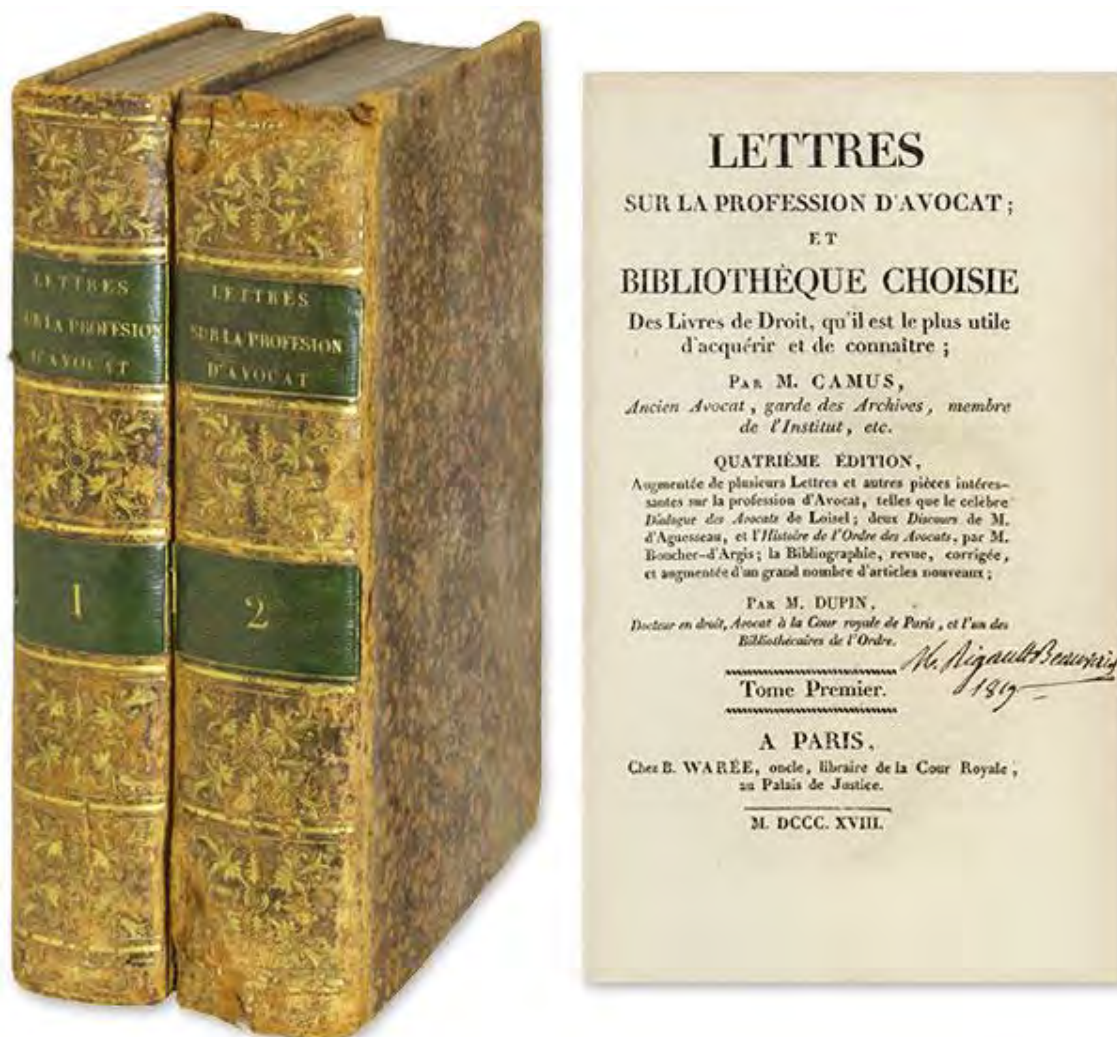 LETTRES
SUR LA PROFESSION
D'AVOCAT
1
LETTRES
SUR LA PROFESSION
D'AVOCAT
2
LETTRES
SUR LA PROFESSION D'AVOCAT ;
ET
BIBLIOTHÈQUE CHOISIE
Des Livres de Droit, qu'il est le plus utile
d'acquérir et de connaître ;
PAR M. CAMUS,
Ancien Avocat, garde des Archives, membre
de l'Institut, etc.
QUATRIÈME ÉDITION,
Augmentée de plusieurs Lettres et autres pièces intéres-
santes sur la profession d'Avocat, telles que le celèbre
Dialogue des Avocats de Loisel ; deux Discours de M.
d'Aguesseau, et l'Histoire de l'Ordre des Avocats, par M.
Boucher-d'Argis ; la Bibliographie, revue, corrigée,
et augmentée d'un grand nombre d'articles nouveaux ;
PAR M. DUPIN,
Docteur en droit, Avocat à la Cour royale de Paris, et l'un des
Bibliothécaires de l'Ordre.
Rigault Beauvais
1819
Tome Premier.
A PARIS,
Chez B. WARÉE, oncle, libraire de la Cour Royale,
au Palais de Justice.
M. DCCC. XVIII.